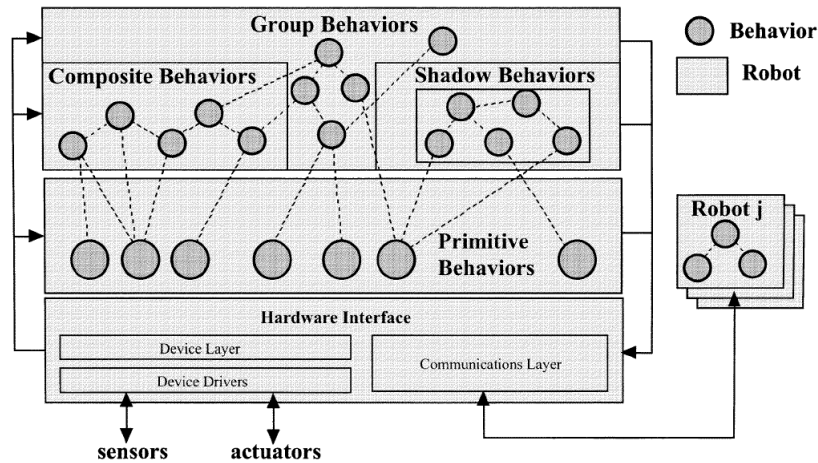 Group Behaviors
Behavior
Composite Behaviors
Shadow Behaviors
Robot
Robot j
Primitive
Behaviors
Hardware Interface
Device Layer
Communications Layer
Device Drivers
sensors
actuators